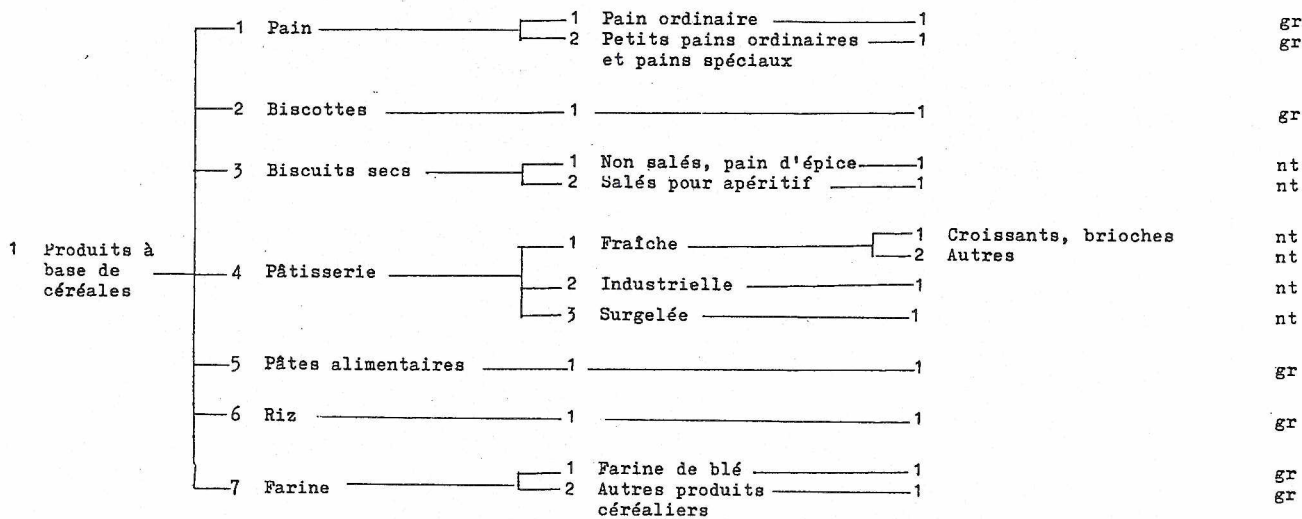 1 Pain 1 Pain ordinaire 1 gr
2 Petits pains ordinaires 1 gr
et pains spéciaux
2 Biscottes 1 1 gr
3 Biscuits secs 1 Non salés, pain d'épice 1 nt
2 Salés pour apéritif 1 nt
1 Produits à
base de
céréales
4 Pâtisserie 1 Fraîche 1 Croissants, brioches nt
2 Autres nt
2 Industrielle 1 nt
3 Surgelée 1 nt
5 Pâtes alimentaires 1 1 gr
6 Riz 1 1 gr
7 Farine 1 Farine de blé 1 gr
2 Autres produits 1 gr
céréaliers